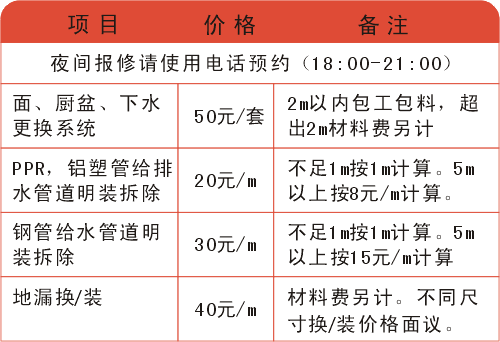 项目 价格 备注
夜间报修请使用电话预约（18:00-21:00）
面、厨盆、下水
更换系统
50元/套
2m以内包工包料，超
出2m材料费另计
PPR，铝塑管给排
水管道明装拆除
20元/m
不足1m按1m计算。5m
以上按8元/m计算。
钢管给水管道明
装拆除
30元/m
不足1m按1m计算。5m
以上按15元/m计算
地漏换/装
40元/m
材料费另计。不同尺
寸换/装价格面议。